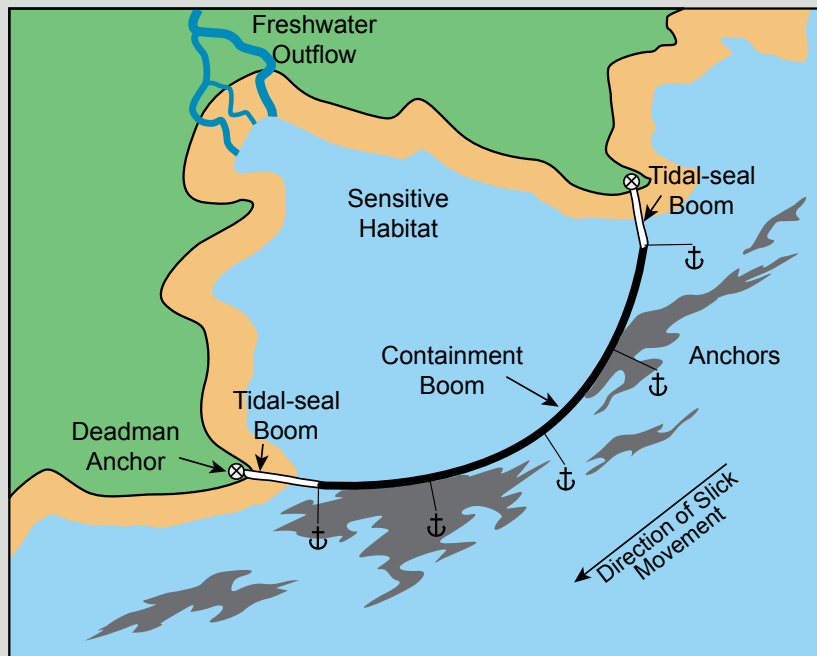 Freshwater
Outflow
Sensitive
Habitat
Tidal-seal
Boom
Containment
Boom
Anchors
Tidal-seal
Boom
Deadman
Anchor
Direction of Slick
Movement